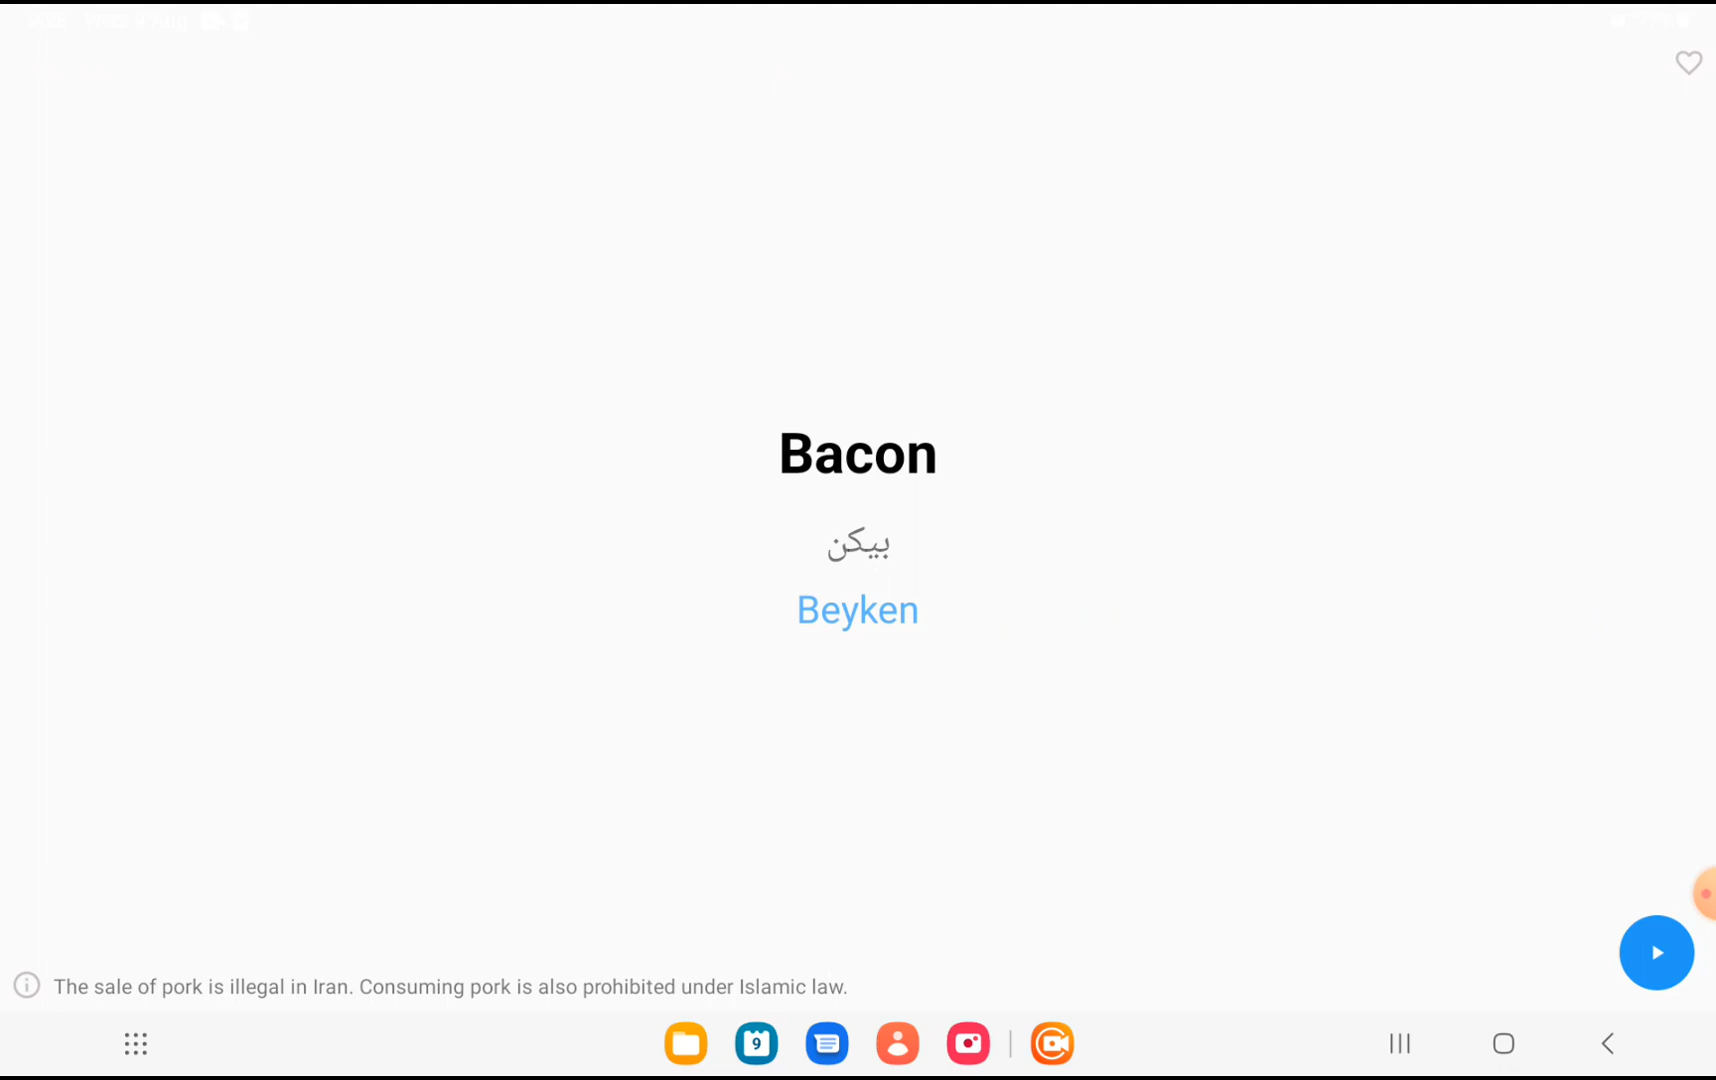 Bacon
بیکن
Beyken
The sale of pork is illegal in Iran. Consuming pork is also prohibited under Islamic law.
9